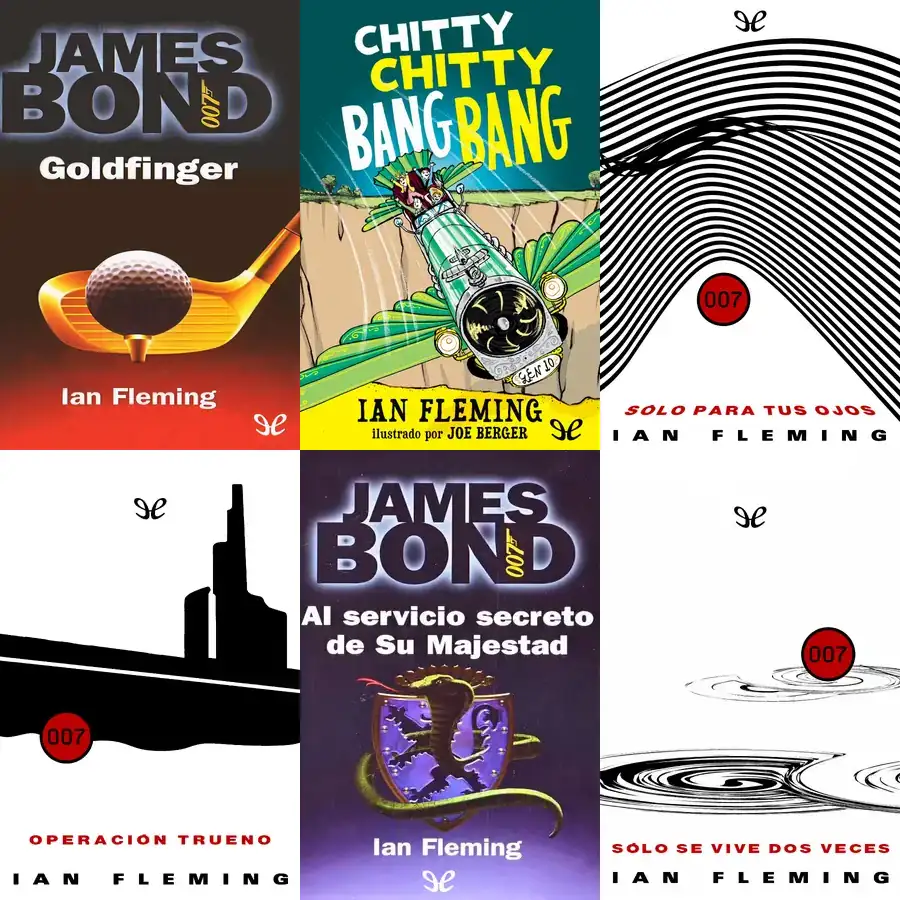 JAMES
BOND
007
Goldfinger
Ian Fleming
CHITTY
CHITTY
BANG BANG
GEN 10
IAN FLEMING
ilustrado por JOE BERGER
007
SÓLO PARA TUS OJOS
IAN FLEMING
007
OPERACIÓN TRUENO
IAN FLEMING
JAMES
BOND
007
Al servicio secreto
de Su Majestad
Ian Fleming
007
SÓLO SE VIVE DOS VECES
IAN FLEMING